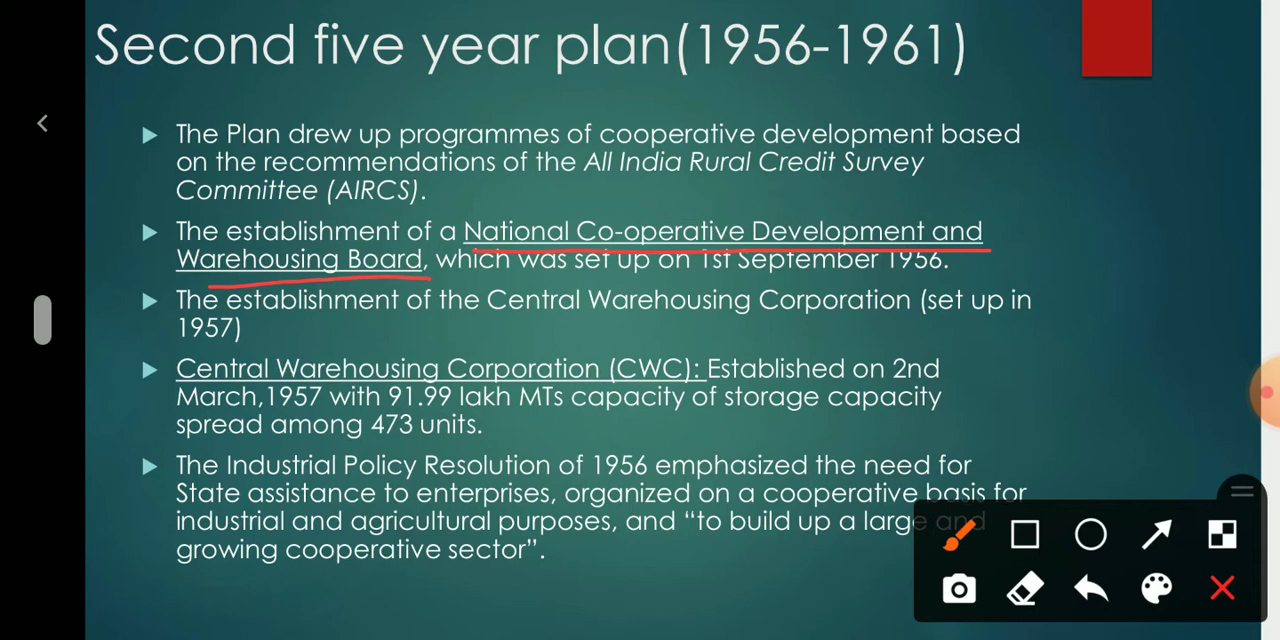 Second five year plan(1956-1961)
The Plan drew up programmes of cooperative development based
on the recommendations of the All India Rural Credit Survey
Committee (AIRCS).
The establishment of a National Co-operative Development and
Warehousing Board, which was set up on 1st September 1956.
The establishment of the Central Warehousing Corporation (set up in
1957)
Central Warehousing Corporation (CWC): Established on 2nd
March,1957 with 91.99 lakh MTs capacity of storage capacity
spread among 473 units.
The Industrial Policy Resolution of 1956 emphasized the need for
State assistance to enterprises, organized on a cooperative basis for
industrial and agricultural purposes, and “to build up a large and
growing cooperative sector”.